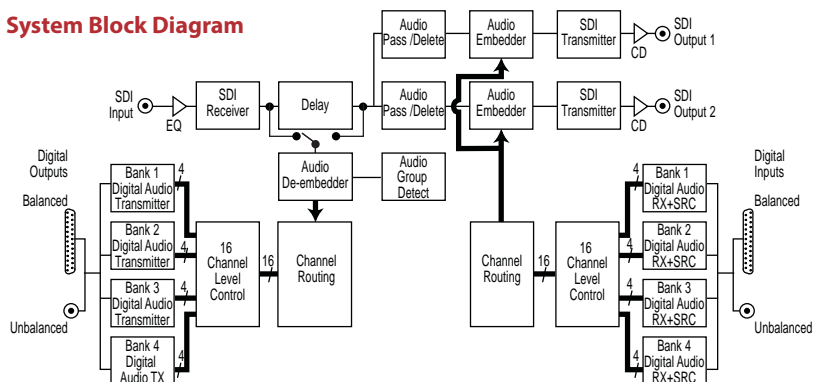 System Block Diagram
Audio
Pass /Delete
Audio
Embedder
SDI
Transmitter
CD
SDI
Output 1
SDI
Input
EQ
SDI
Receiver
Delay
Audio
Pass/Delete
Audio
Embedder
SDI
Transmitter
CD
SDI
Output 2
Audio
De-embedder
Audio
Group
Detect
Digital
Outputs
Balanced
Unbalanced
Bank 1
Digital Audio
Transmitter
4
Bank 2
Digital Audio
Transmitter
4
Bank 3
Digital Audio
Transmitter
4
Bank 4
Digital
Audio TX
4
16
Channel
Level
Control
16
Channel
Routing
Channel
Routing
16
16
Channel
Level
Control
4
Bank 1
Digital Audio
RX+SRC
4
Bank 2
Digital Audio
RX+SRC
4
Bank 3
Digital Audio
RX+SRC
4
Bank 4
Digital Audio
RX+SRC
Digital
Inputs
Balanced
Unbalanced